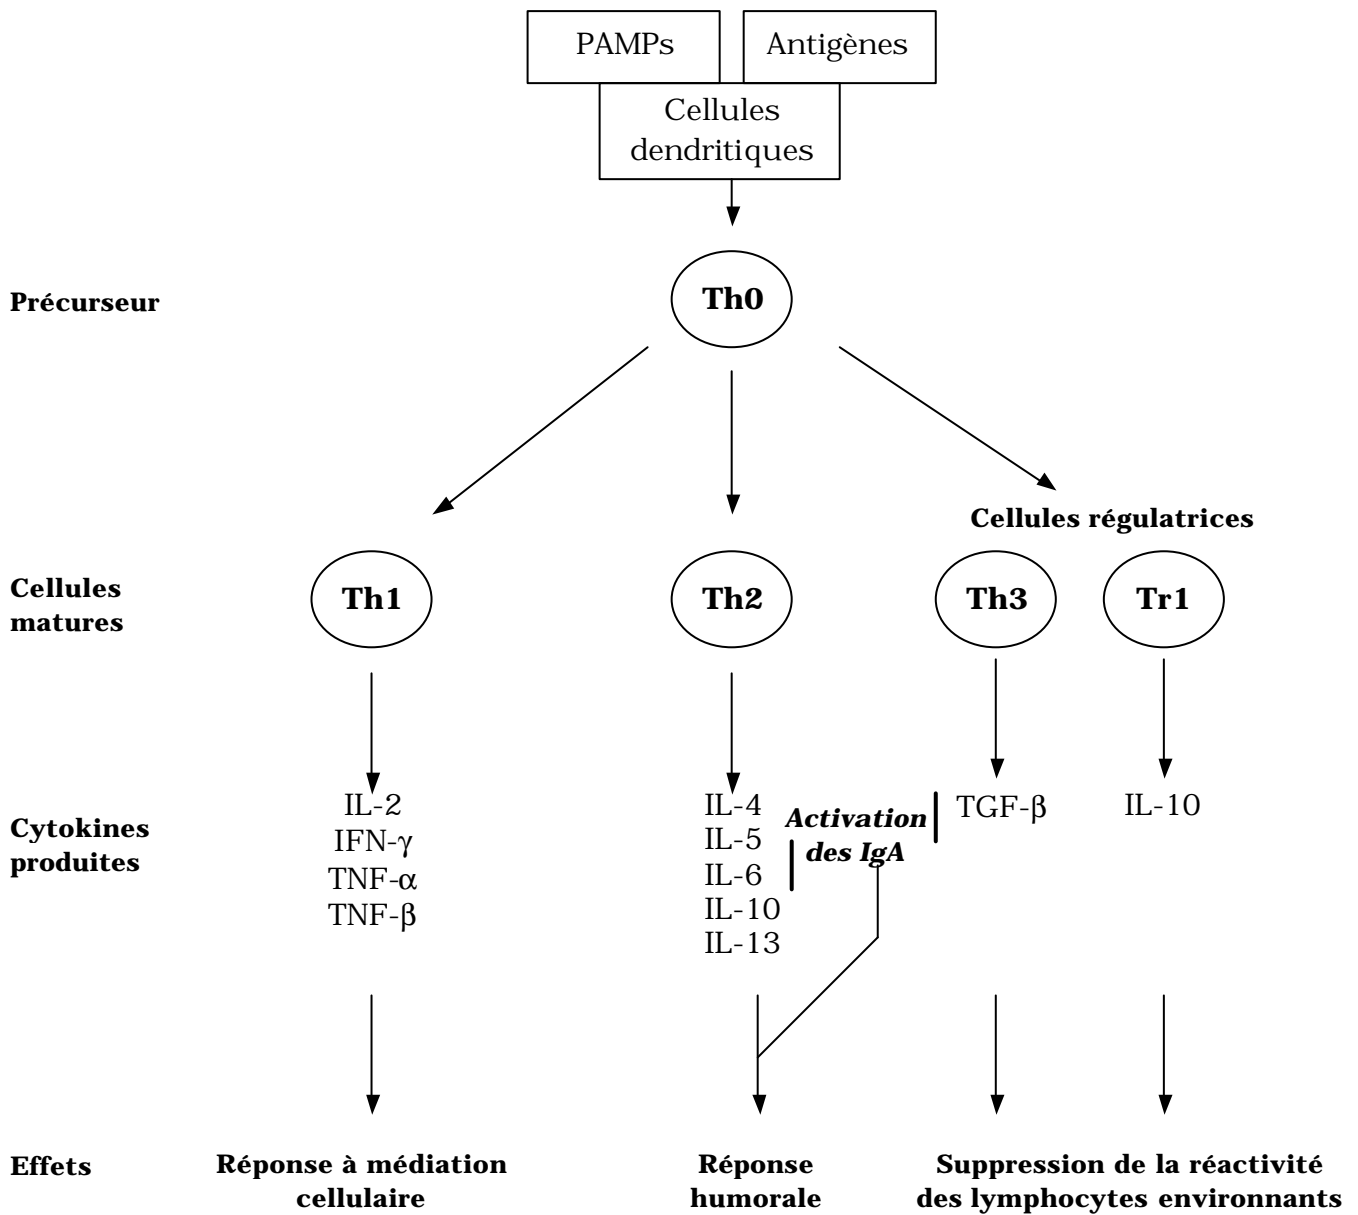 PAMPs
Antigènes
Cellules
dendritiques
Précurseur
Th0
Cellules régulatrices
Cellules
matures
Th1
Th2
Th3
Tr1
Cytokines
produites
IL-2
IFN-γ
TNF-α
TNF-β
IL-4
IL-5
IL-6
IL-10
IL-13
Activation
des IgA
TGF-β
IL-10
Effets
Réponse à médiation
cellulaire
Réponse
humorale
Suppression de la réactivité
des lymphocytes environnants